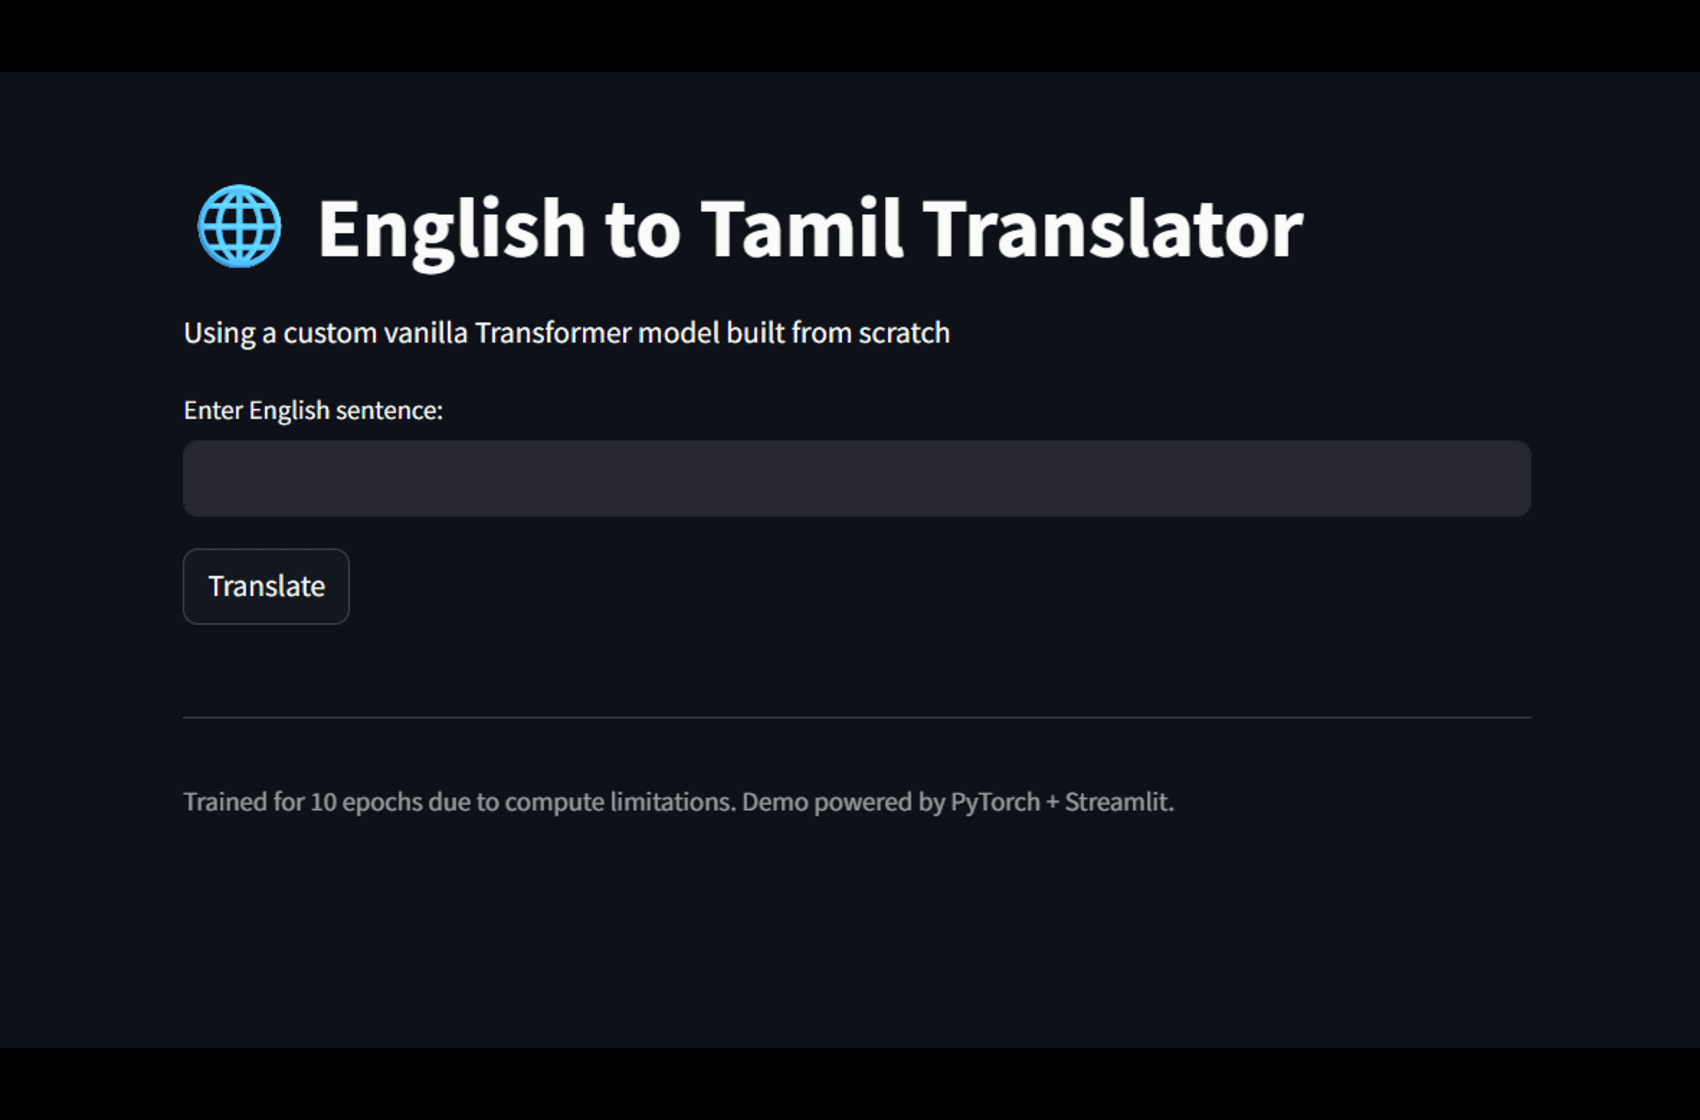 English to Tamil Translator
Using a custom vanilla Transformer model built from scratch
Enter English sentence:
Translate
Trained for 10 epochs due to compute limitations. Demo powered by PyTorch + Streamlit.